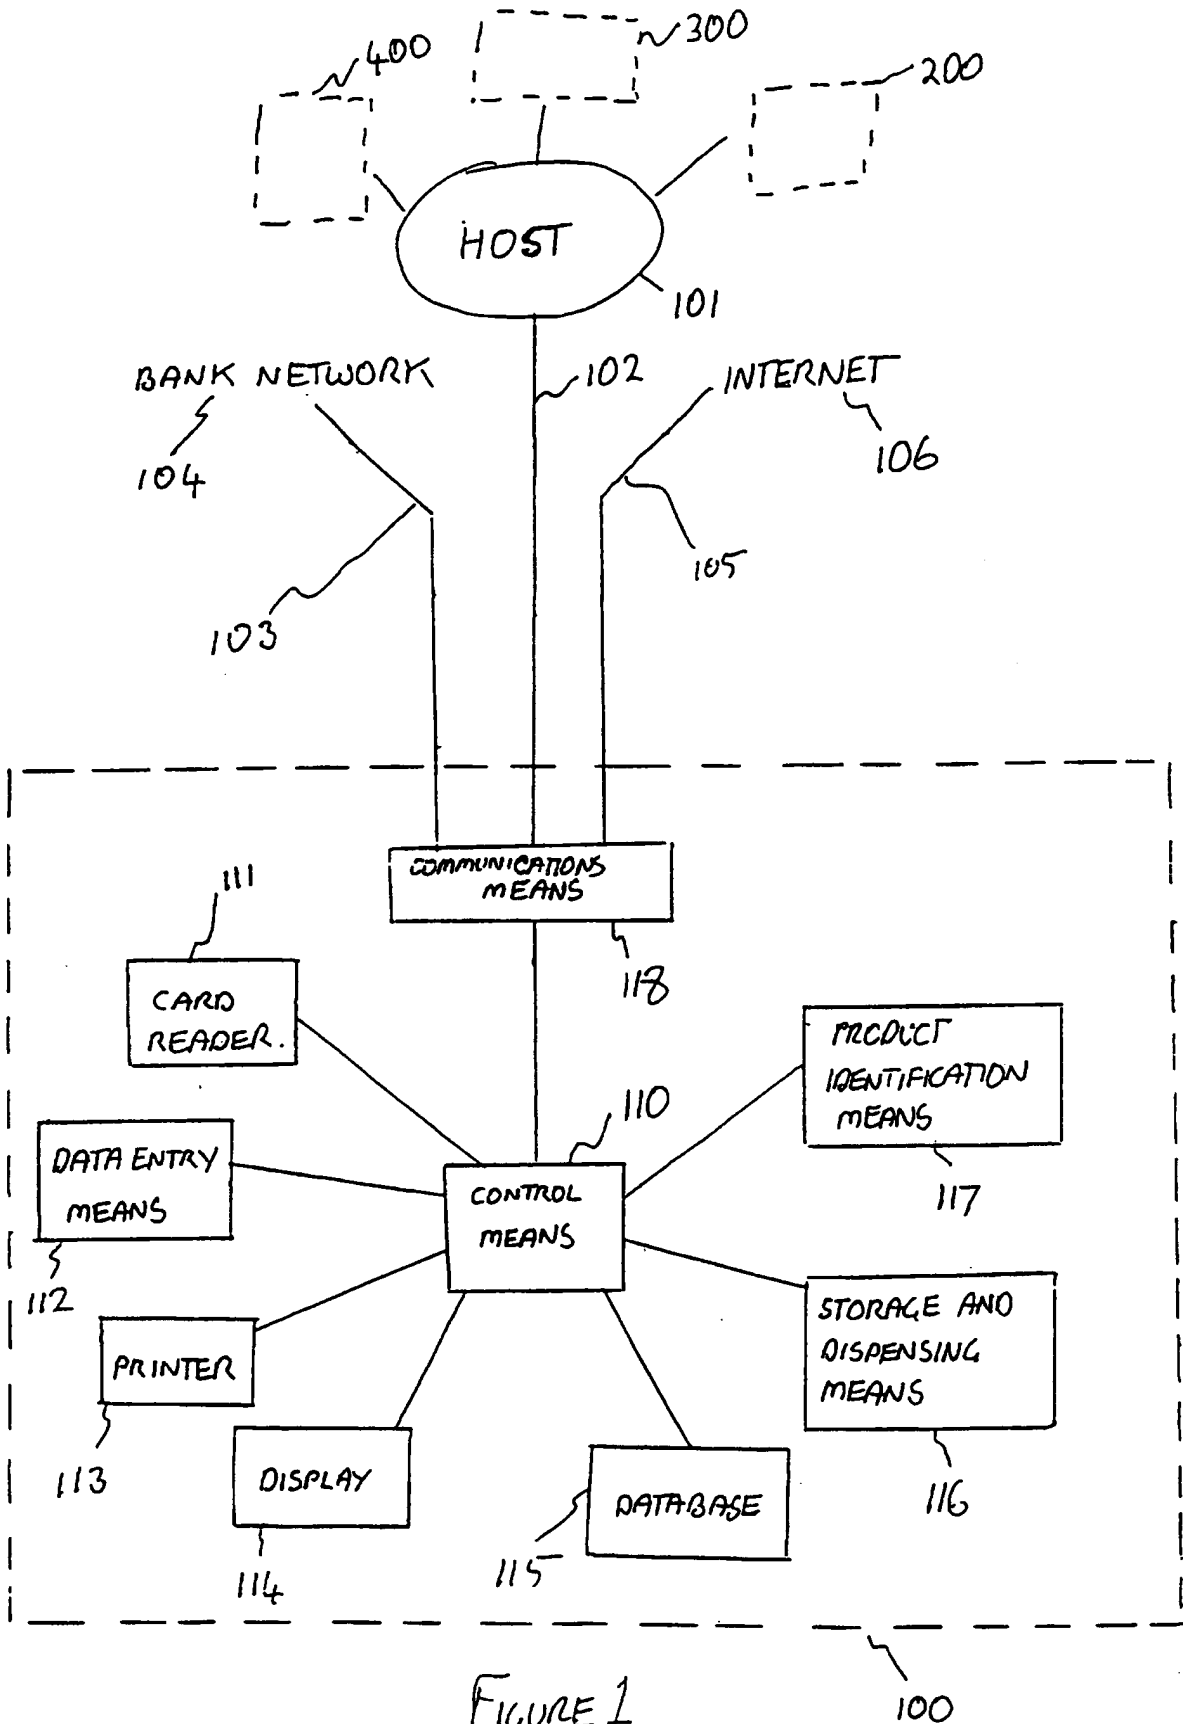 400
300
200
HOST
101
BANK NETWORK
102
INTERNET
104
106
105
103
COMMUNICATIONS
MEANS
111
118
CARD
READER.
PRODUCT
IDENTIFICATION
MEANS
110
DATA ENTRY
MEANS
CONTROL
MEANS
117
112
STORAGE AND
DISPENSING
MEANS
PRINTER
113
DISPLAY
DATABASE
116
115
114
100
FIGURE 1